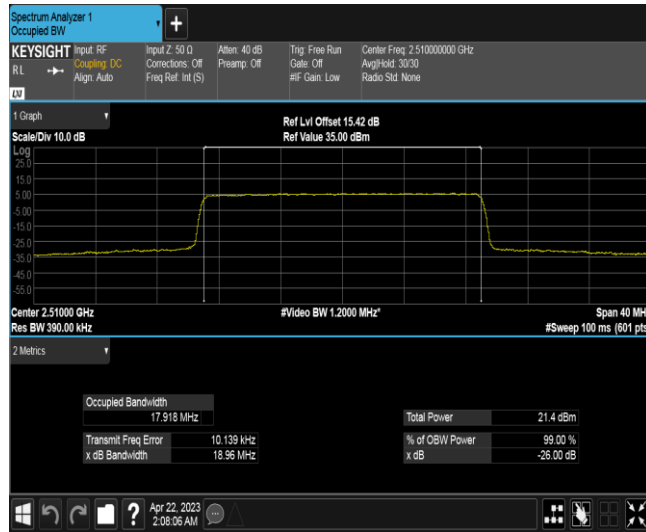 Spectrum Analyzer 1
Occupied BW
+
KEYSIGHT
RL
LXI
Input: RF
Coupling: DC
Align: Auto
Input Z: 50 Ω
Corrections: Off
Freq Ref: Int (S)
Atten: 40 dB
Preamp: Off
Trig: Free Run
Gate: Off
#IF Gain: Low
Center Freq: 2.510000000 GHz
Avg|Hold: 30/30
Radio Std: None
1 Graph
Scale/Div 10.0 dB
Ref Lvl Offset 15.42 dB
Ref Value 35.00 dBm
Log
25.0
15.0
5.00
-5.00
-15.0
-25.0
-35.0
-45.0
-55.0
Center 2.51000 GHz
Res BW 390.00 kHz
#Video BW 1.2000 MHz*
Span 40 MH
#Sweep 100 ms (601 pts
2 Metrics
Occupied Bandwidth
17.918 MHz
Transmit Freq Error 10.139 kHz
x dB Bandwidth 18.96 MHz
Total Power 21.4 dBm
% of OBW Power 99.00 %
x dB -26.00 dB
?
Apr 22, 2023
2:08:06 AM